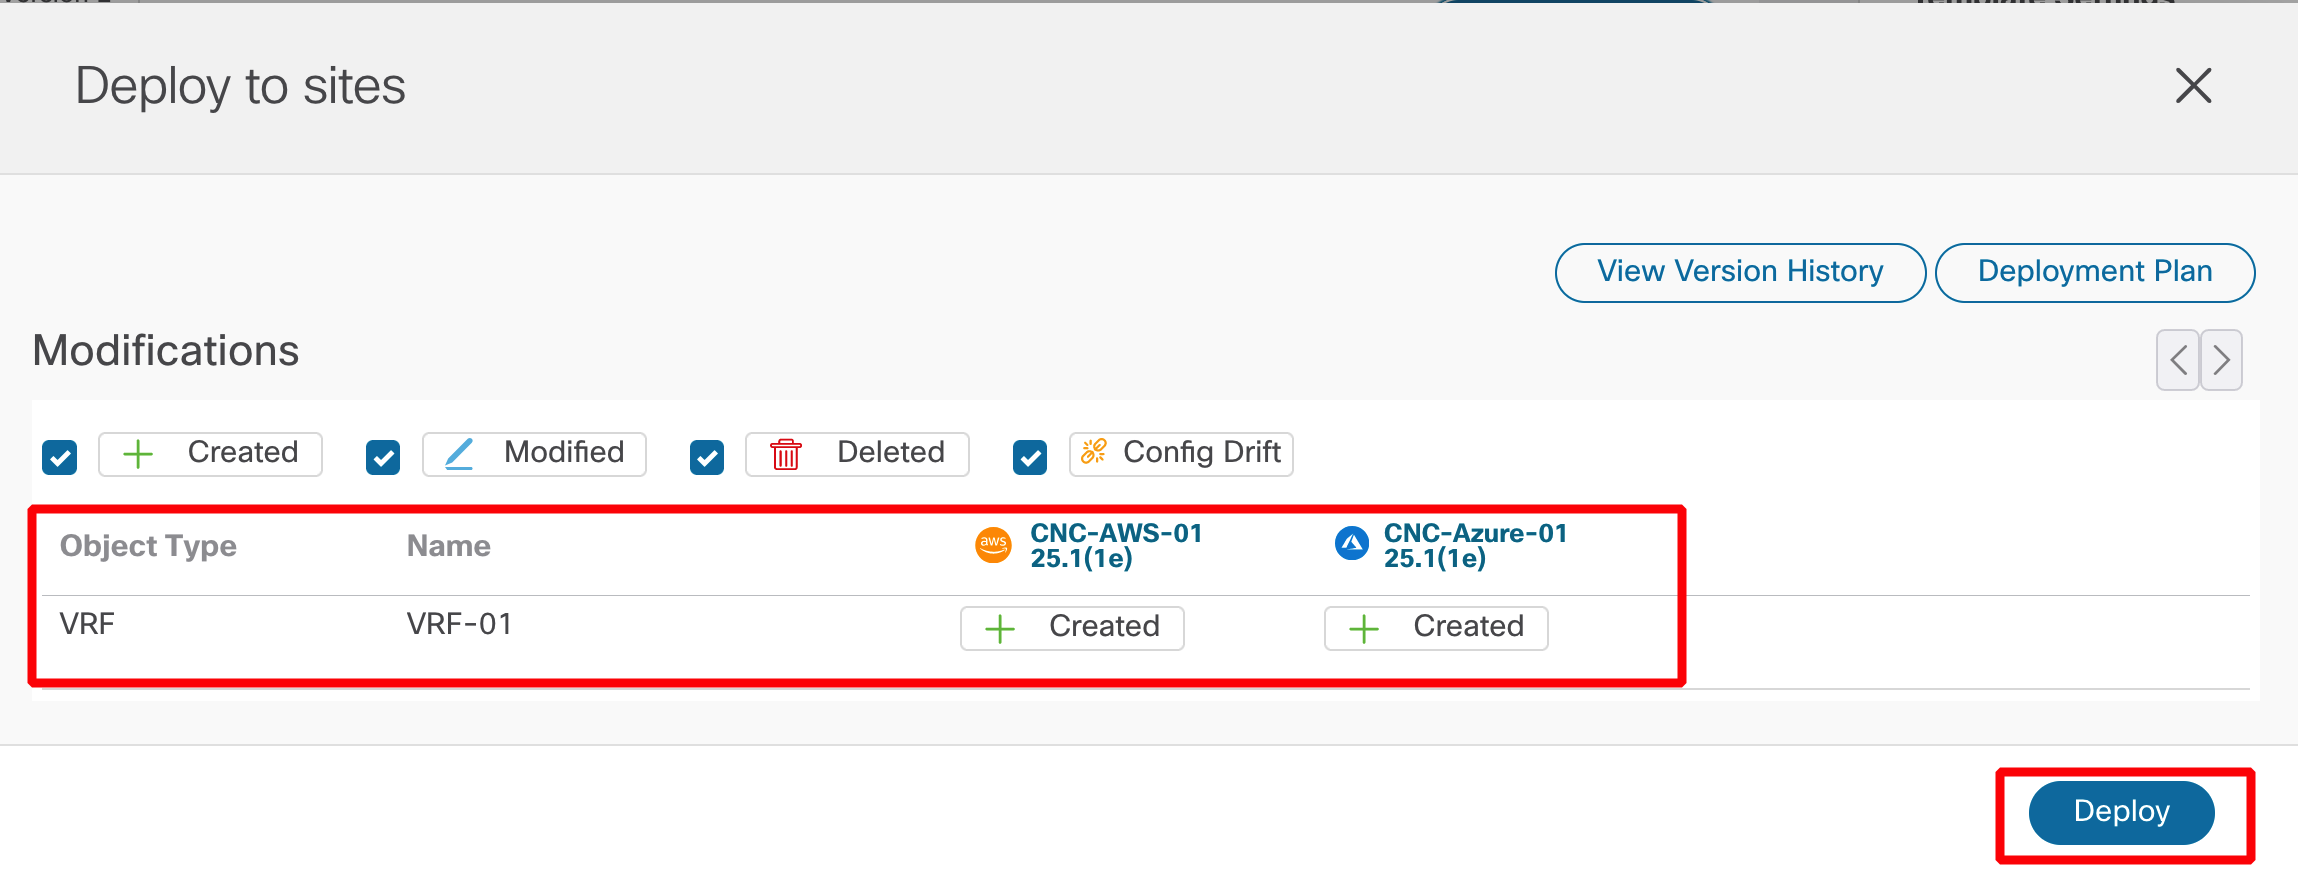 Deploy to sites
View Version History
Deployment Plan
Modifications
Created
Modified
Deleted
Config Drift
Object Type
Name
aws
CNC-AWS-01
25.1(1e)
CNC-Azure-01
25.1(1e)
VRF
VRF-01
Created
Created
Deploy